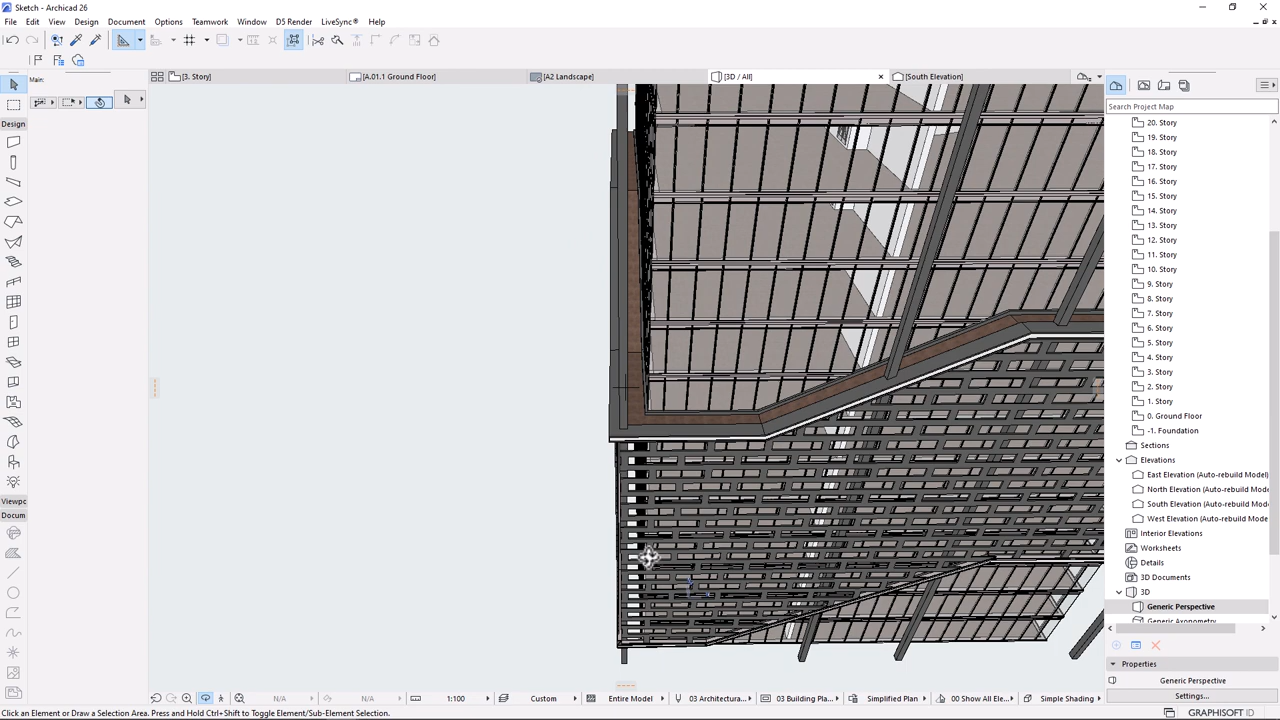 Sketch - Archicad 26
File Edit View Design Document Options Teamwork Window D5 Render LiveSync® Help
Main:
[3. Story] [A.01.1 Ground Floor] [A2 Landscape] [3D / All] [South Elevation]
Design
Viewpc
Docum
Search Project Map
20. Story
19. Story
18. Story
17. Story
16. Story
15. Story
14. Story
13. Story
12. Story
11. Story
10. Story
9. Story
8. Story
7. Story
6. Story
5. Story
4. Story
3. Story
2. Story
1. Story
0. Ground Floor
-1. Foundation
Sections
Elevations
East Elevation (Auto-rebuild Model)
North Elevation (Auto-rebuild Mod
South Elevation (Auto-rebuild Mod
West Elevation (Auto-rebuild Mode
Interior Elevations
Worksheets
Details
3D Documents
3D
Generic Perspective
Generic Axonometry
Properties
Generic Perspective
Settings...
N/A N/A 1:100 Custom Entire Model 03 Architectura... 03 Building Pla... Simplified Plan 00 Show All Ele... Simple Shading
Click an Element or Draw a Selection Area. Press and Hold Ctrl+Shift to Toggle Element/Sub-Element Selection.
GRAPHISOFT ID